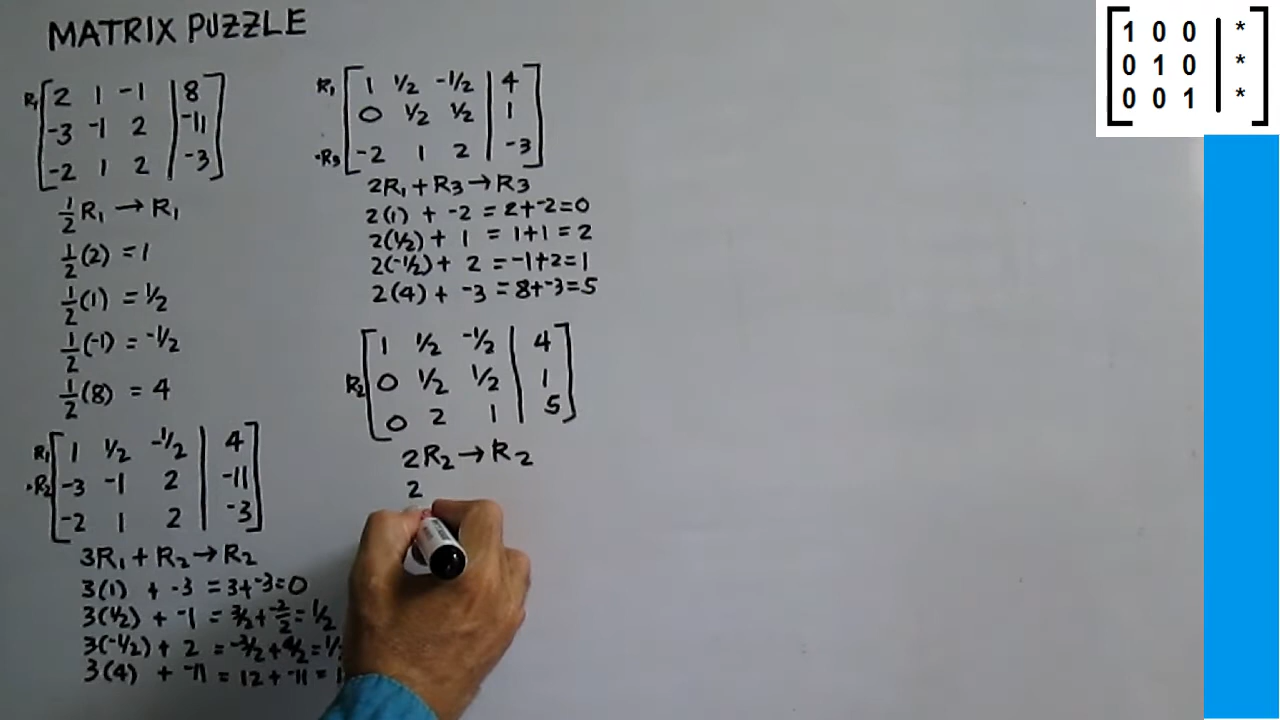 MATRIX PUZZLE
R₁ 2 1 -1 | 8
-3 -1 2 | -11
-2 1 2 | -3
1/2 R₁ → R₁
1/2(2) = 1
1/2(1) = 1/2
1/2(-1) = -1/2
1/2(8) = 4
R₁ 1 1/2 -1/2 | 4
·R₂ -3 -1 2 | -11
-2 1 2 | -3
3R₁ + R₂ → R₂
3(1) + -3 = 3+-3=0
3(1/2) + -1 = 3/2+-2/2=1/2
3(-1/2) + 2 = -3/2+4/2=1/
3(4) + -11 = 12+-11=
R₁ 1 1/2 -1/2 | 4
0 1/2 1/2 | 1
·R₃ -2 1 2 | -3
2R₁+R₃→R₃
2(1) + -2 = 2+-2=0
2(1/2)+ 1 = 1+1=2
2(-1/2)+ 2 = -1+2=1
2(4) + -3 = 8+-3=5
1 1/2 -1/2 | 4
R₂ 0 1/2 1/2 | 1
0 2 1 | 5
2R₂→R₂
2
1 0 0 | *
0 1 0 | *
0 0 1 | *